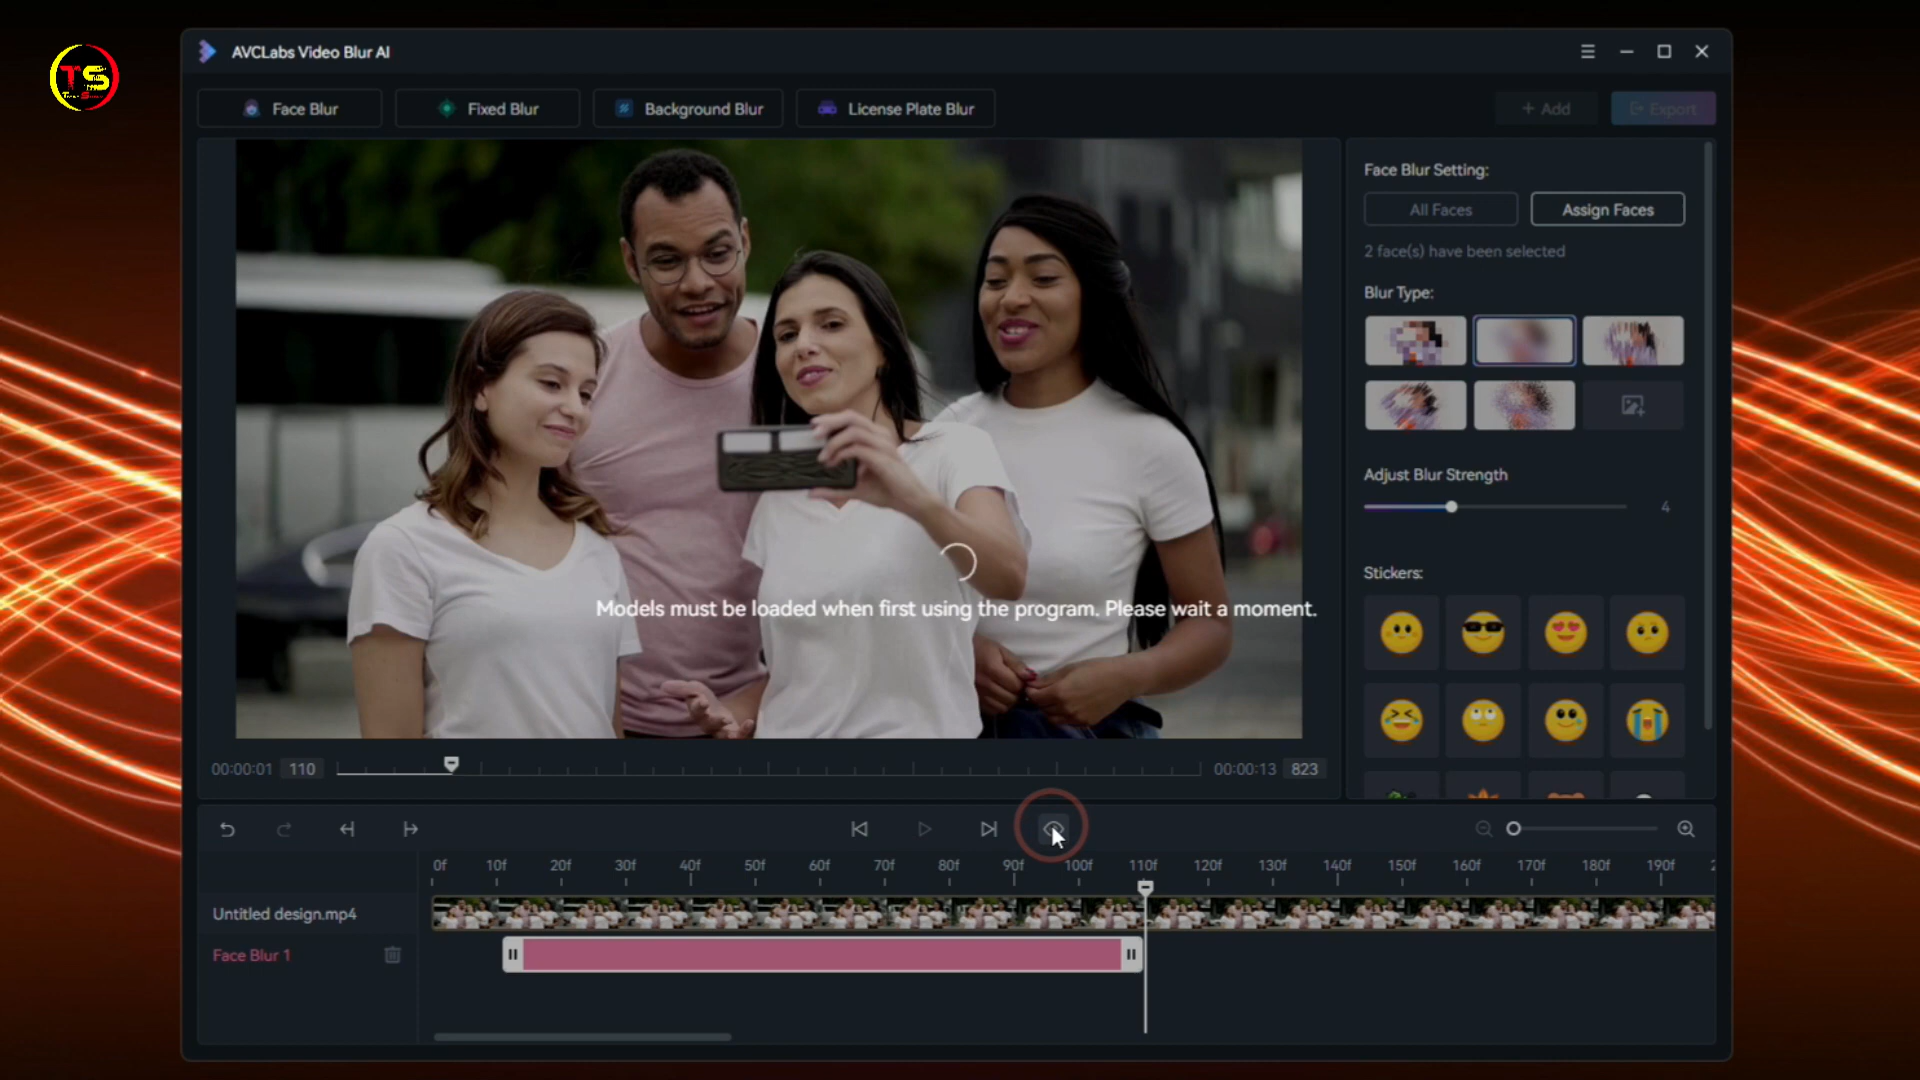 TS
AVCLabs Video Blur AI
Face Blur
Fixed Blur
Background Blur
License Plate Blur
+ Add
Export
Face Blur Setting:
All Faces
Assign Faces
2 face(s) have been selected
Blur Type:
Adjust Blur Strength
4
Stickers:
Models must be loaded when first using the program. Please wait a moment.
00:00:01 110
00:00:13 823
0f 10f 20f 30f 40f 50f 60f 70f 80f 90f 100f 110f 120f 130f 140f 150f 160f 170f 180f 190f
Untitled design.mp4
Face Blur 1